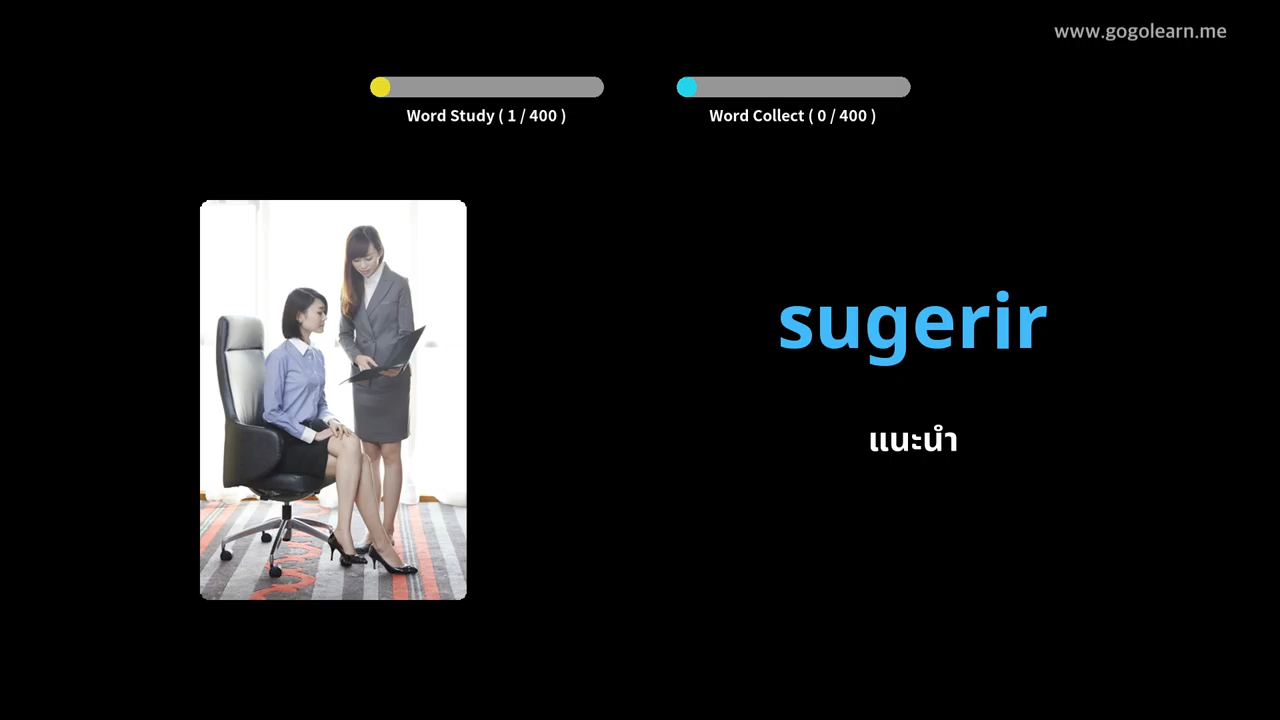 www.gogolearn.me
Word Study ( 1 / 400 )
Word Collect ( 0 / 400 )
sugerir
แนะนำ